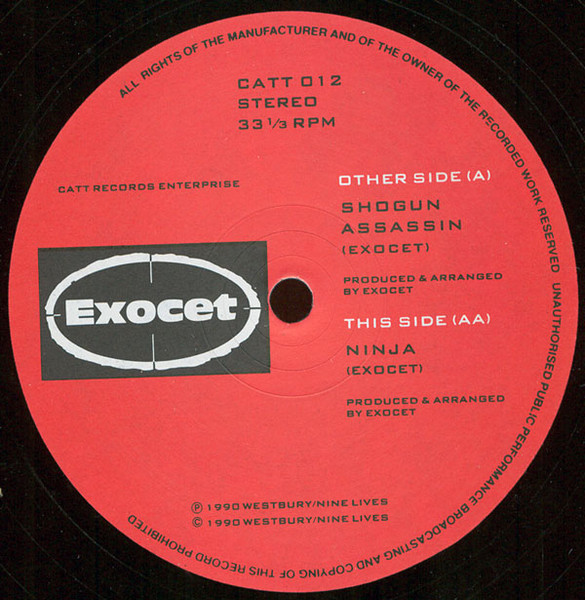 ALL RIGHTS OF THE MANUFACTURER AND OF THE OWNER OF THE RECORDED WORK RESERVED UNAUTHORISED PUBLIC PERFORMANCE BROADCASTING AND COPYING OF THIS RECORD PROHIBITED
CATT 012
STEREO
33 1/3 RPM
CATT RECORDS ENTERPRISE
OTHER SIDE (A)
SHOGUN
ASSASSIN
(EXOCET)
PRODUCED & ARRANGED
BY EXOCET
Exocet
THIS SIDE (AA)
NINJA
(EXOCET)
PRODUCED & ARRANGED
BY EXOCET
℗ 1990 WESTBURY/NINE LIVES
© 1990 WESTBURY/NINE LIVES